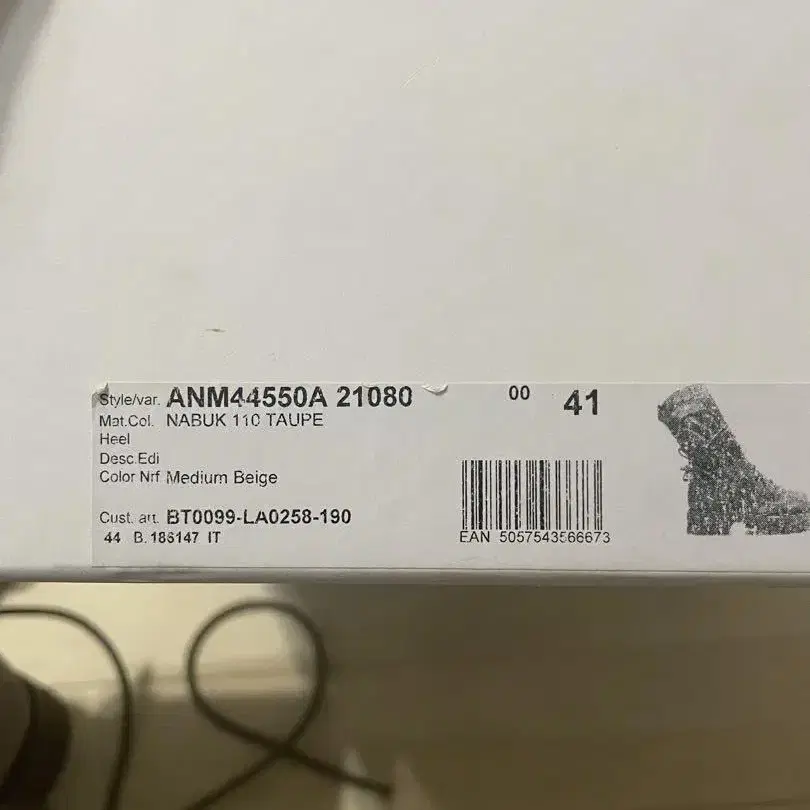 Style/var. ANM44550A 21080 00 41
Mat.Col. NABUK 110 TAUPE
Heel
Desc.Edi
Color Nrf Medium Beige
Cust. art. BT0099-LA0258-190
44 B.186147 IT
EAN 5057543566673